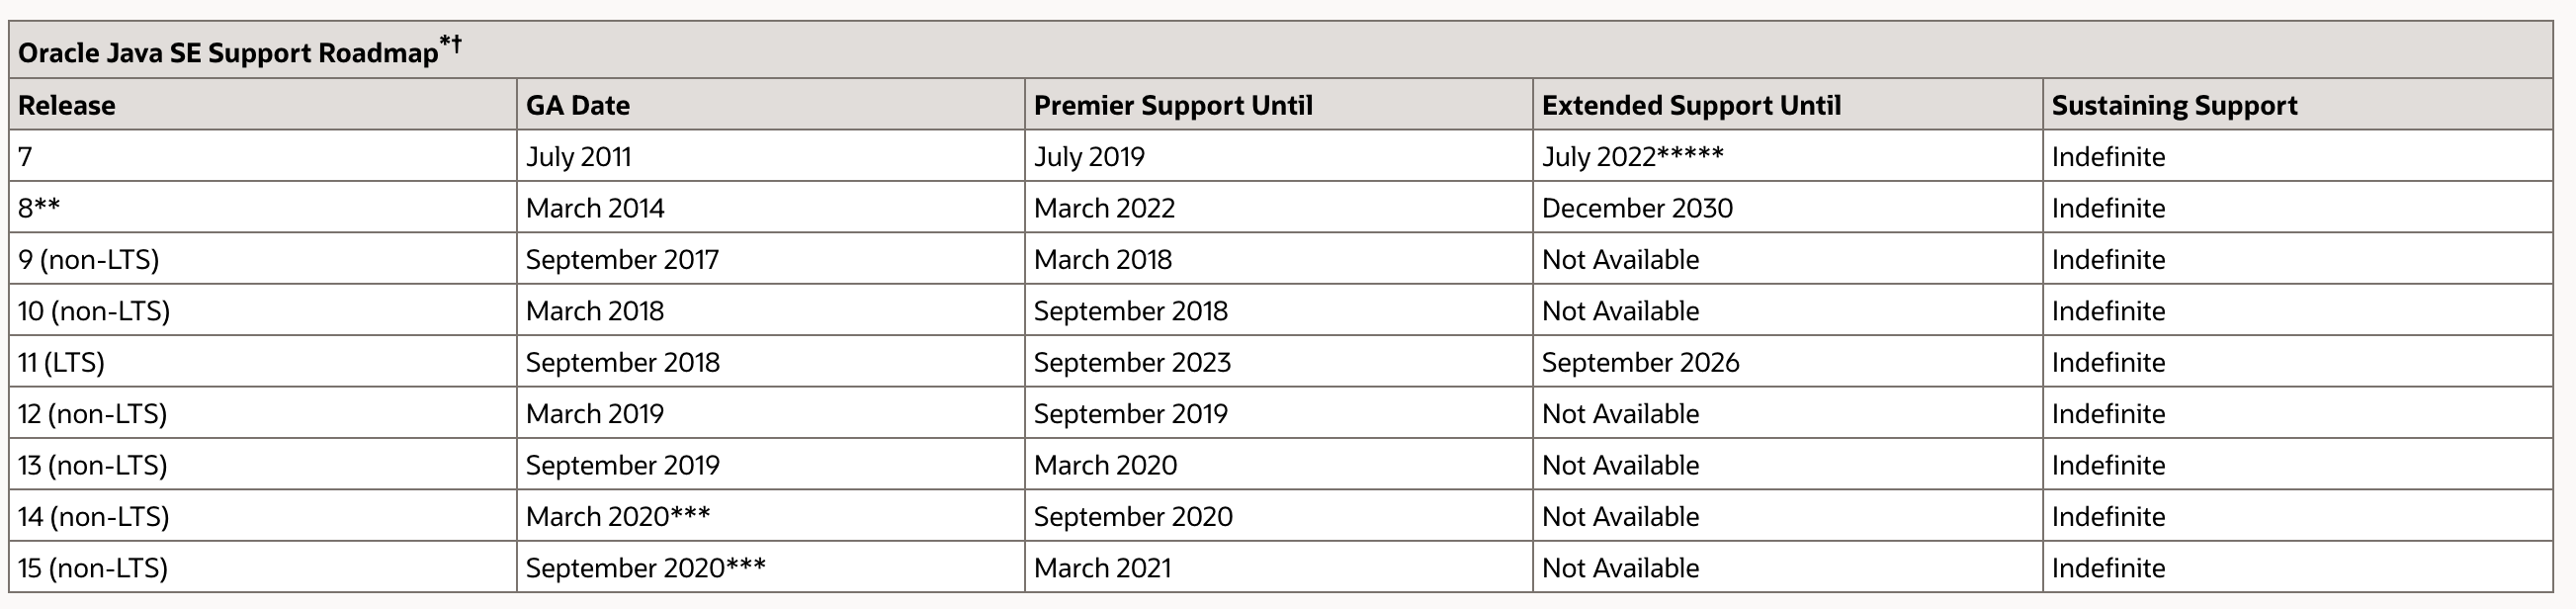 Oracle Java SE Support Roadmap*†
Release GA Date Premier Support Until Extended Support Until Sustaining Support
7 July 2011 July 2019 July 2022***** Indefinite
8** March 2014 March 2022 December 2030 Indefinite
9 (non-LTS) September 2017 March 2018 Not Available Indefinite
10 (non-LTS) March 2018 September 2018 Not Available Indefinite
11 (LTS) September 2018 September 2023 September 2026 Indefinite
12 (non-LTS) March 2019 September 2019 Not Available Indefinite
13 (non-LTS) September 2019 March 2020 Not Available Indefinite
14 (non-LTS) March 2020*** September 2020 Not Available Indefinite
15 (non-LTS) September 2020*** March 2021 Not Available Indefinite